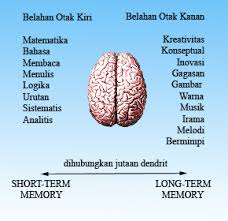 Belahan Otak Kiri
Matematika
Bahasa
Membaca
Menulis
Logika
Urutan
Sistematis
Analitis
Belahan Otak Kanan
Kreativitas
Konseptual
Inovasi
Gagasan
Gambar
Warna
Musik
Irama
Melodi
Bermimpi
dihubungkan jutaan dendrit
SHORT-TERM
MEMORY
LONG-TERM
MEMORY